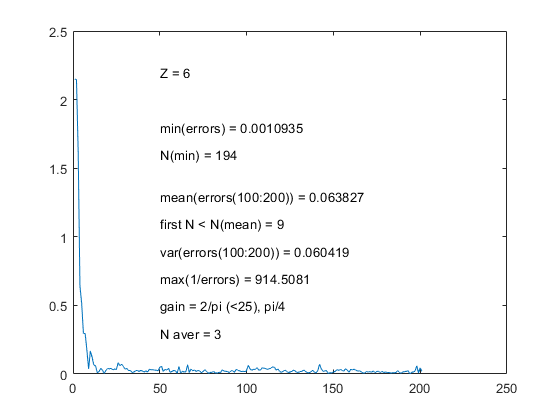 2.5
2
1.5
1
0.5
0
Z = 6
min(errors) = 0.0010935
N(min) = 194
mean(errors(100:200)) = 0.063827
first N < N(mean) = 9
var(errors(100:200)) = 0.060419
max(1/errors) = 914.5081
gain = 2/pi (<25), pi/4
N aver = 3
0 50 100 150 200 250